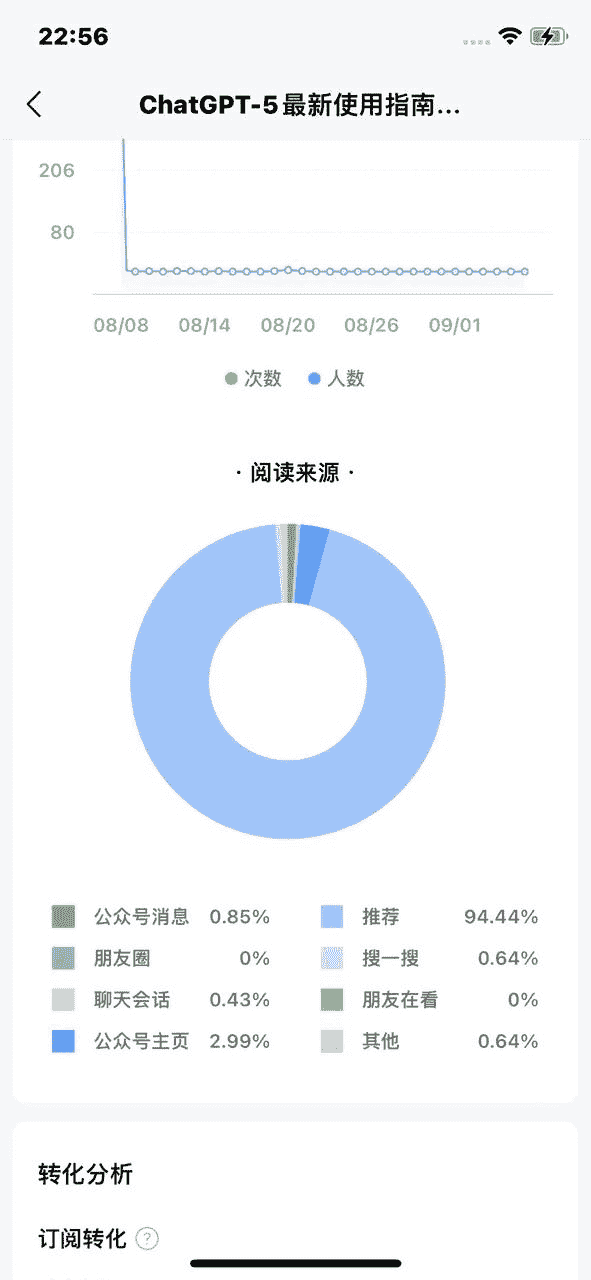 22:56
ChatGPT-5最新使用指南...
206
80
08/08 08/14 08/20 08/26 09/01
次数 人数
· 阅读来源 ·
公众号消息 0.85% 推荐 94.44%
朋友圈 0% 搜一搜 0.64%
聊天会话 0.43% 朋友在看 0%
公众号主页 2.99% 其他 0.64%
转化分析
订阅转化 ?